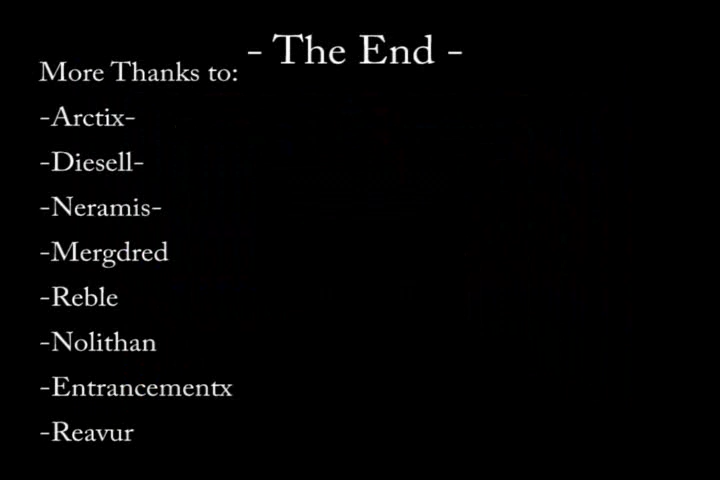 - The End -
More Thanks to:
-Arctix-
-Diesell-
-Neramis-
-Mergdred
-Reble
-Nolithan
-Entrancementx
-Reavur